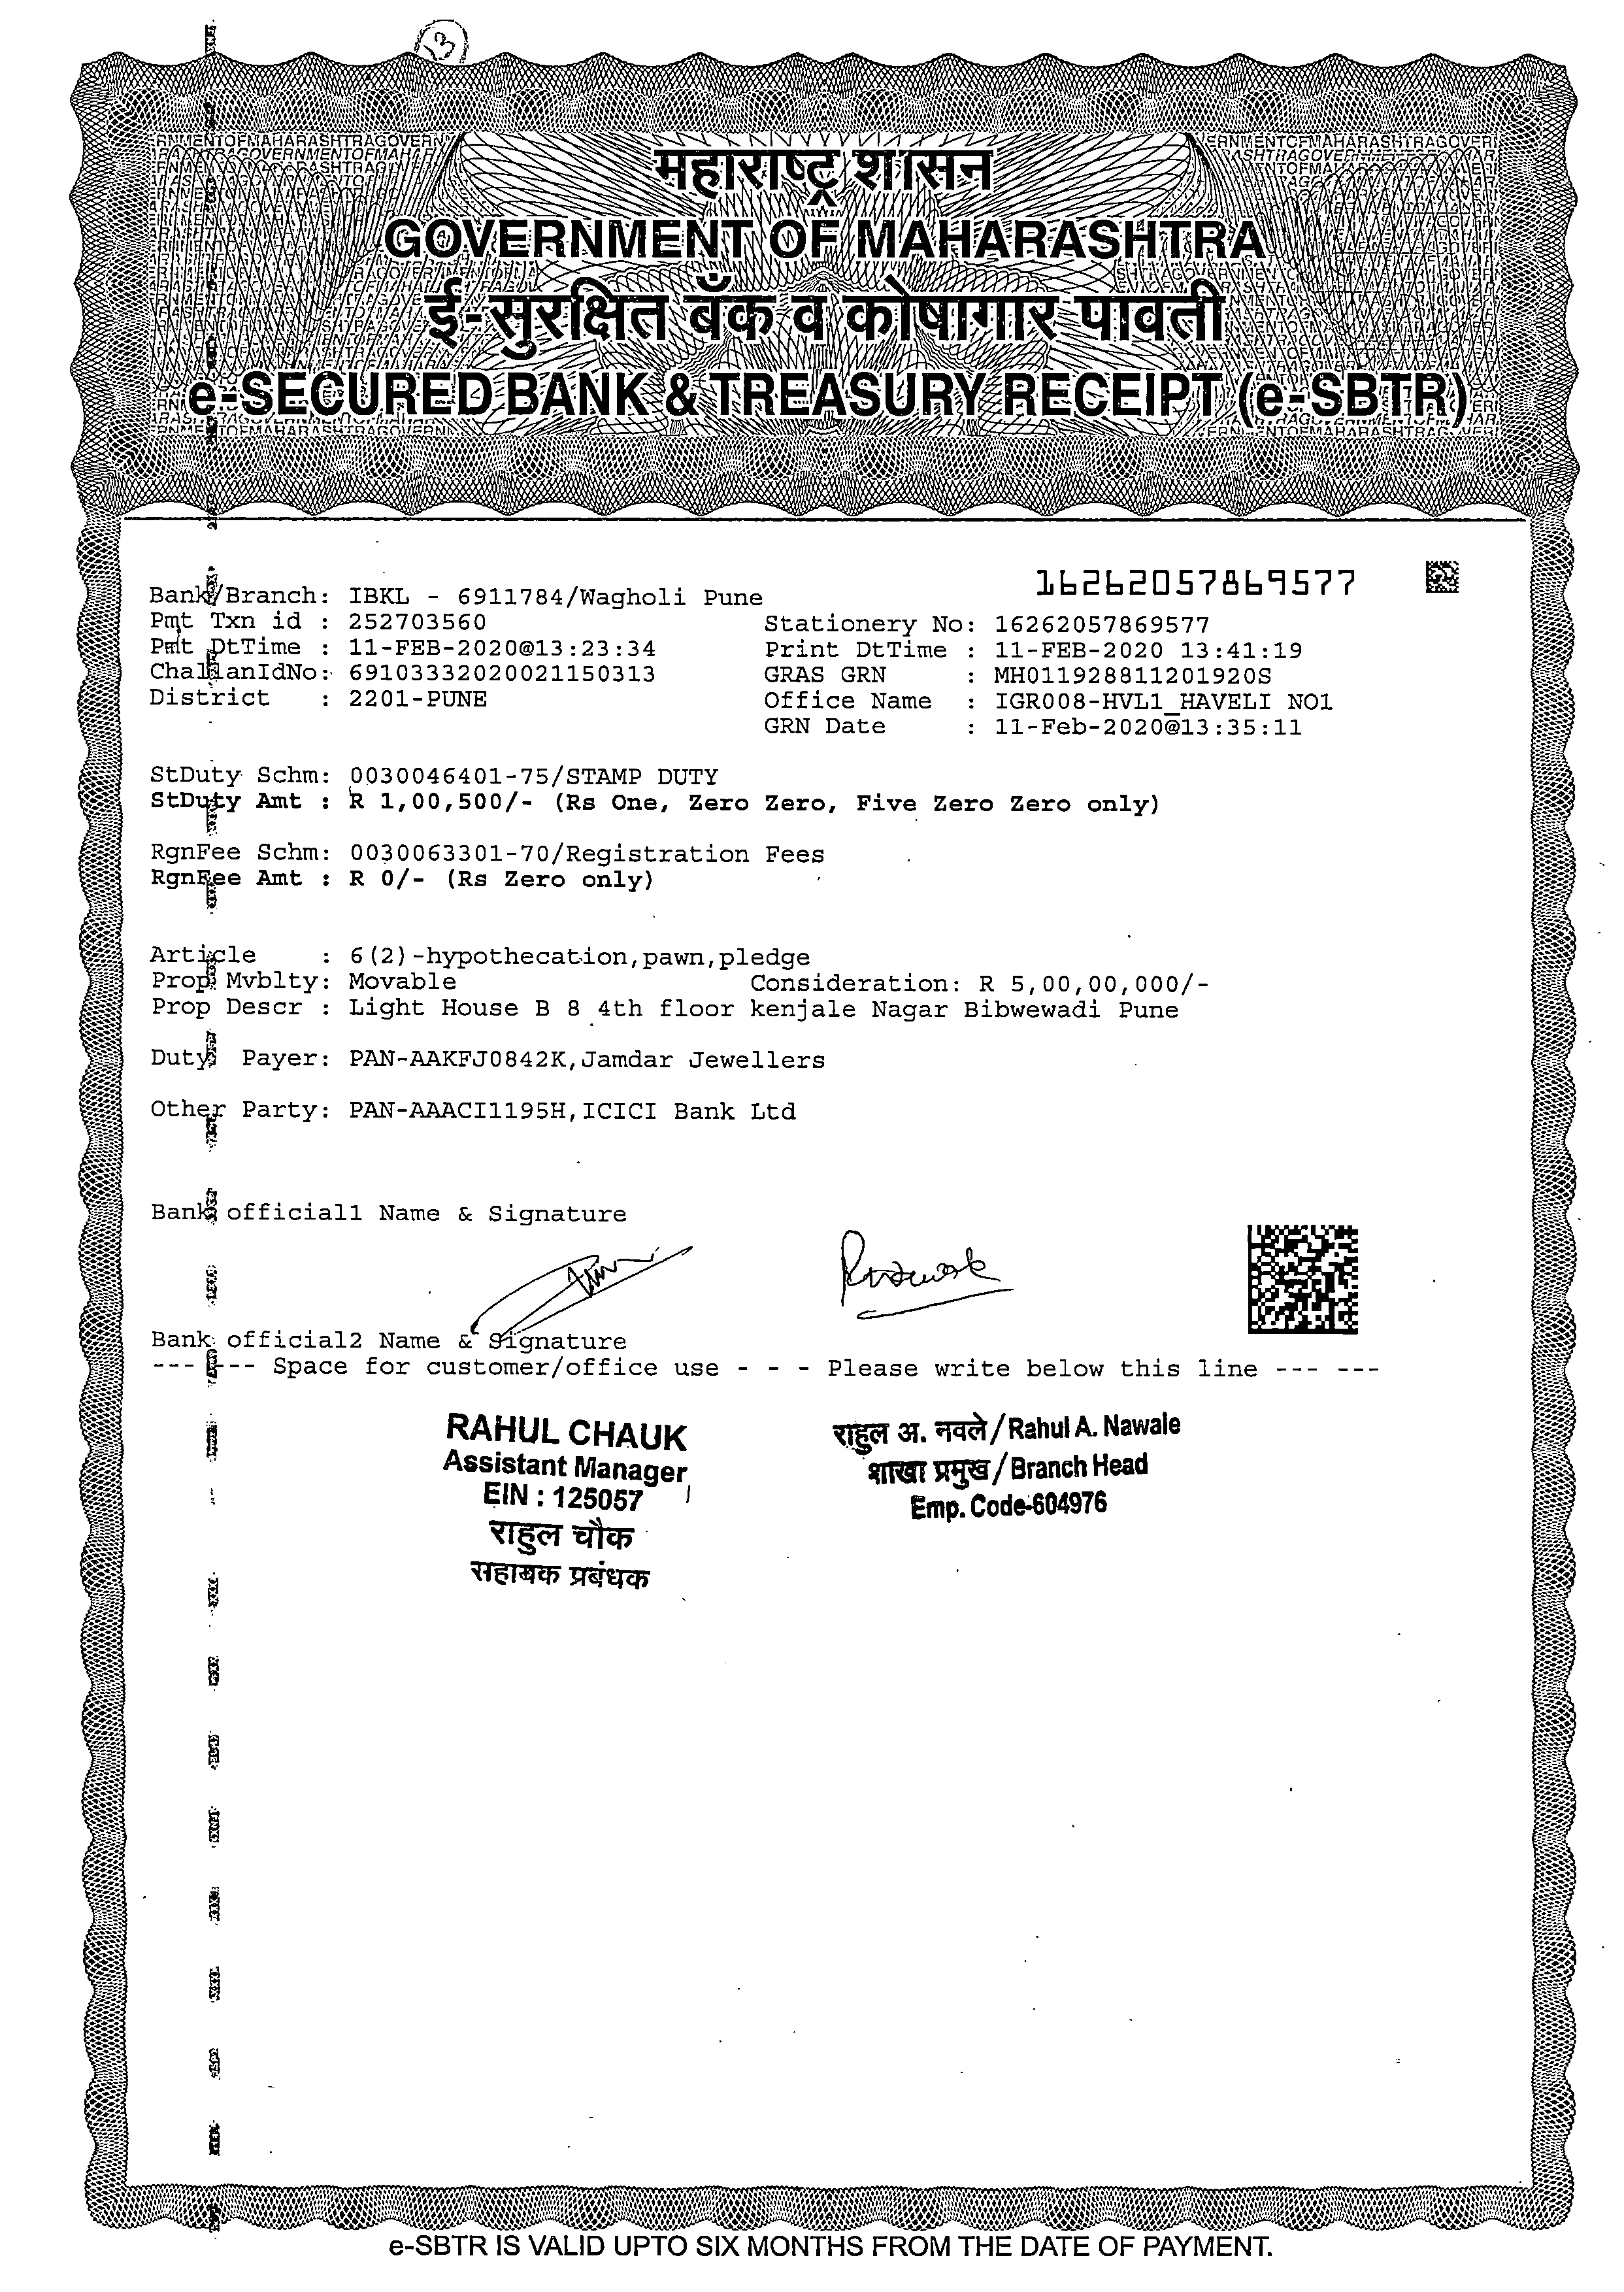 13
महाराष्ट्र शासन
GOVERNMENT OF MAHARASHTRA
ई-सुरक्षित बँक व कोषागार पावती
e-SECURED BANK & TREASURY RECEIPT (e-SBTR)
16262057869577
Bank/Branch: IBKL - 6911784/Wagholi Pune
Pmt Txn id : 252703560 Stationery No: 16262057869577
Pmt DtTime : 11-FEB-2020@13:23:34 Print DtTime : 11-FEB-2020 13:41:19
ChallanIdNo: 69103332020021150313 GRAS GRN : MH011928811201920S
District : 2201-PUNE Office Name : IGR008-HVL1_HAVELI NO1
GRN Date : 11-Feb-2020@13:35:11
StDuty Schm: 0030046401-75/STAMP DUTY
StDuty Amt : R 1,00,500/- (Rs One, Zero Zero, Five Zero Zero only)
RgnFee Schm: 0030063301-70/Registration Fees
RgnFee Amt : R 0/- (Rs Zero only)
Article : 6(2)-hypothecation,pawn,pledge
Prop Mvblty: Movable Consideration: R 5,00,00,000/-
Prop Descr : Light House B 8 4th floor kenjale Nagar Bibwewadi Pune
Duty Payer: PAN-AAKFJ0842K,Jamdar Jewellers
Other Party: PAN-AAACI1195H,ICICI Bank Ltd
Bank official1 Name & Signature
Bank official2 Name & Signature
--- --- Space for customer/office use - - - Please write below this line --- ---
RAHUL CHAUK
Assistant Manager
EIN : 125057
राहुल चौक
सहायक प्रबंधक
राहुल अ. नवले/Rahul A. Nawale
शाखा प्रमुख/Branch Head
Emp. Code-604976
e-SBTR IS VALID UPTO SIX MONTHS FROM THE DATE OF PAYMENT.